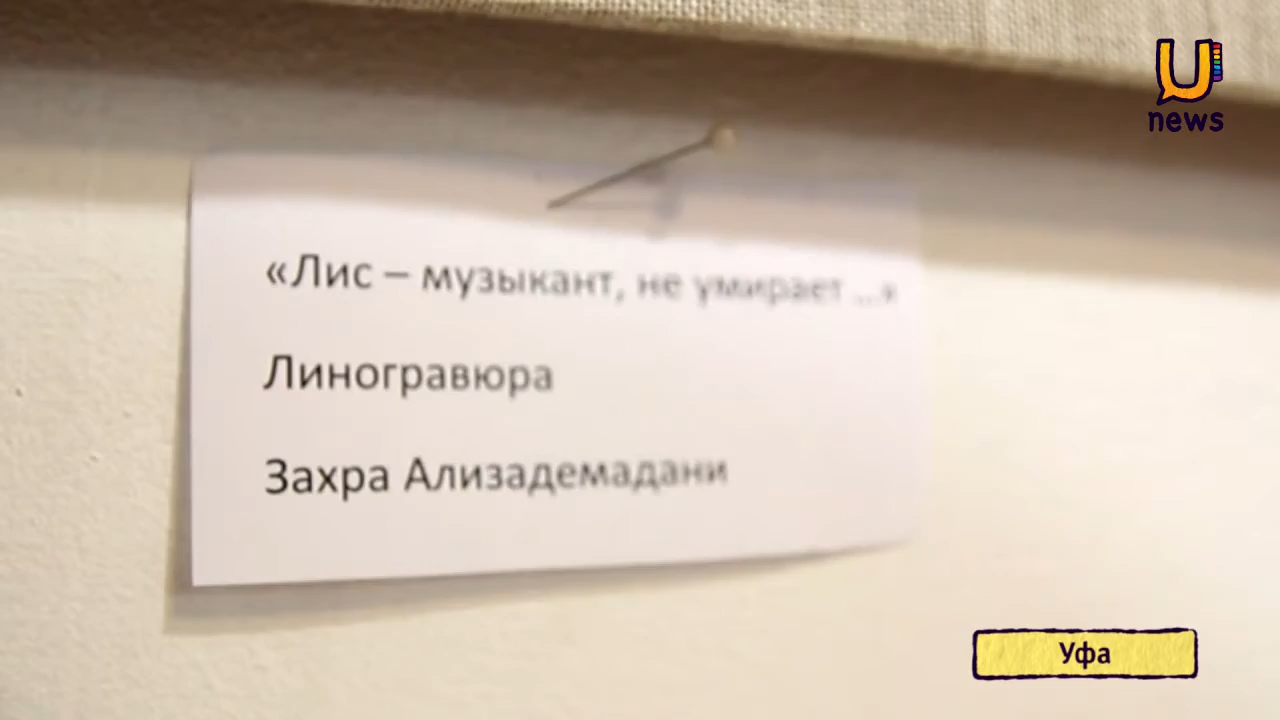 U
news
«Лис – музыкант, не умирает ...»
Линогравюра
Захра Ализадемадани
Уфа